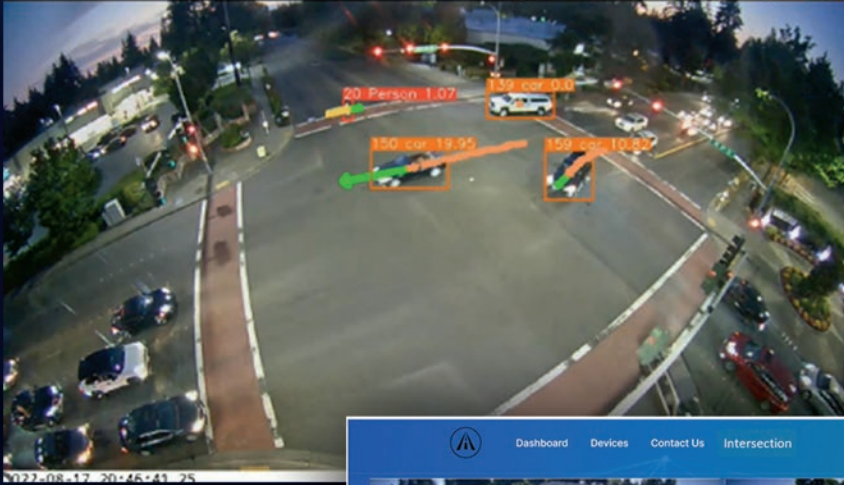 20 Person 1.07
139 car 0.0
150 car 19.95
159 car 10.82
2022-08-17 20:46:41.25
Dashboard Devices Contact Us Intersection